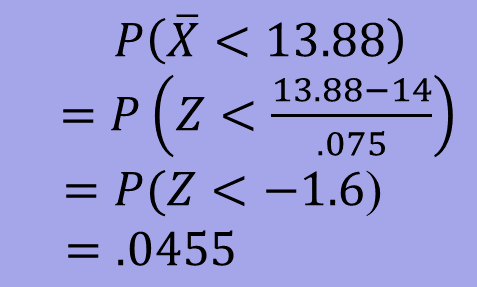 P(X̄ < 13.88)
= P(Z < (13.88−14)/.075)
= P(Z < −1.6)
= .0455